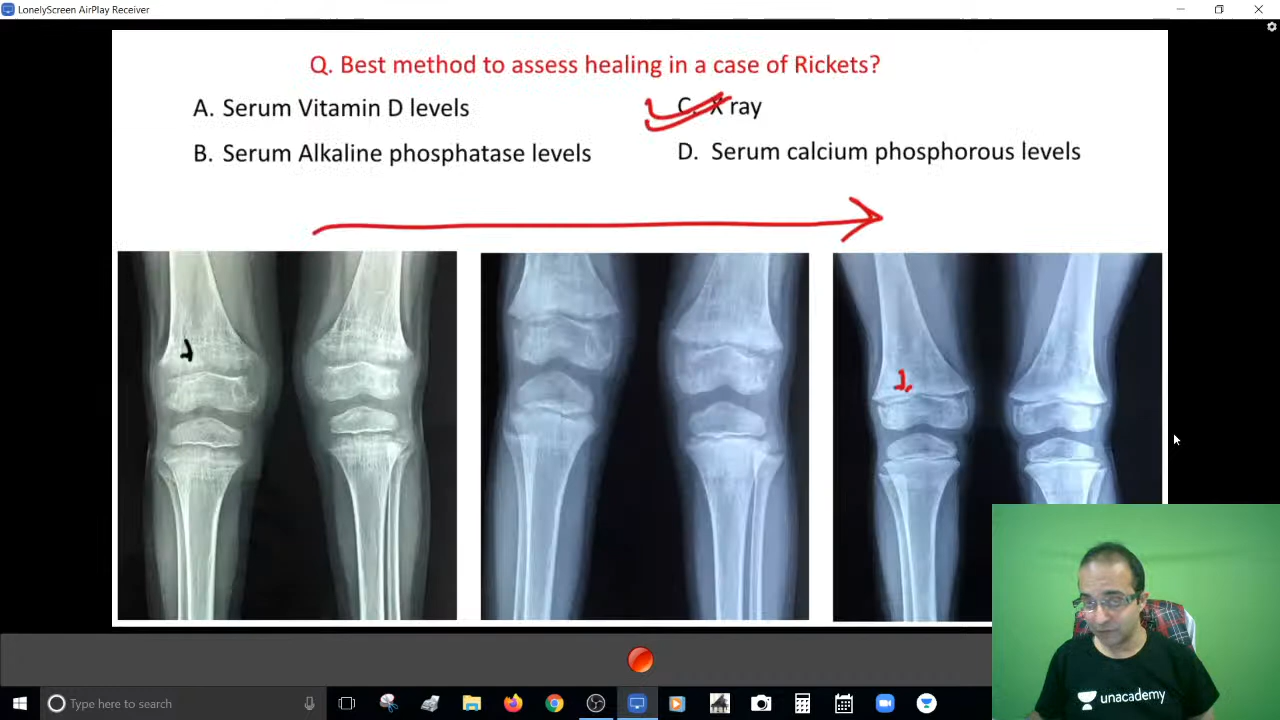 LonelyScreen AirPlay Receiver
Q. Best method to assess healing in a case of Rickets?
A. Serum Vitamin D levels
C. X ray
B. Serum Alkaline phosphatase levels
D. Serum calcium phosphorous levels
unacademy
Type here to search